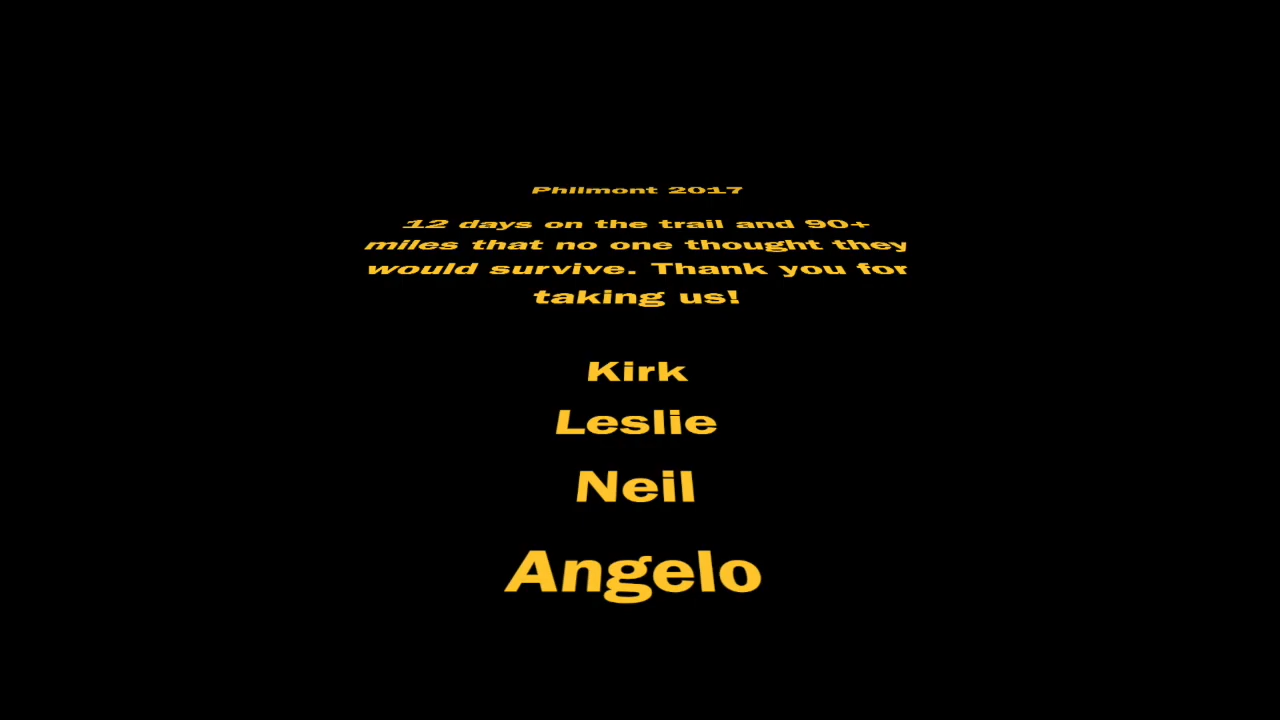 Philmont 2017
12 days on the trail and 90+
miles that no one thought they
would survive. Thank you for
taking us!
Kirk
Leslie
Neil
Angelo